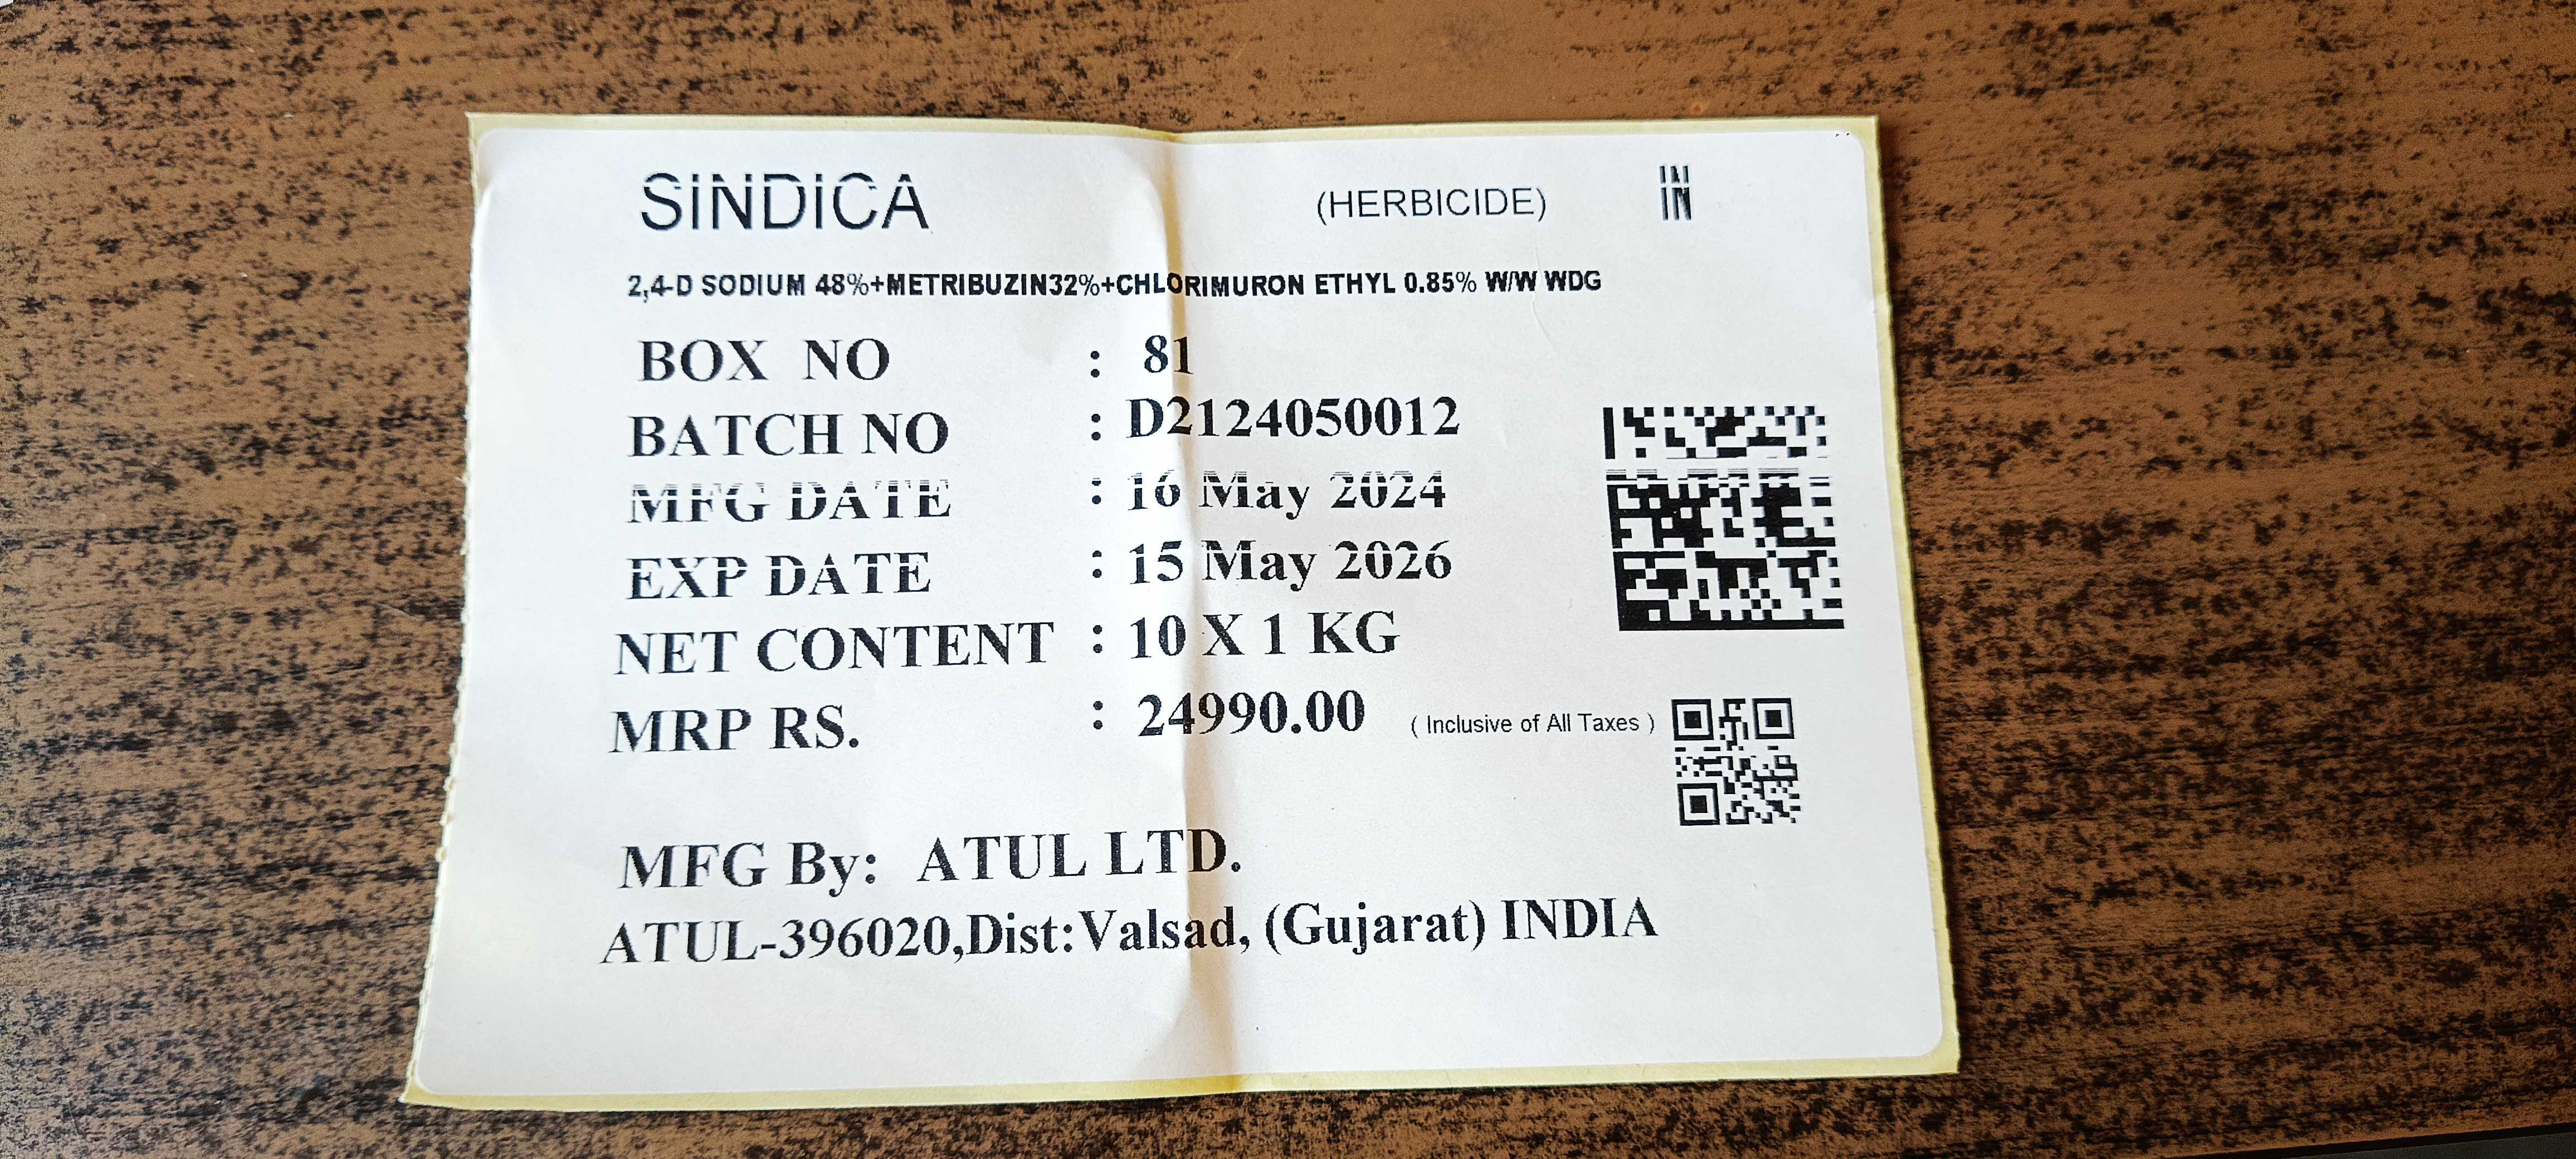 SINDICA (HERBICIDE) IN
2,4-D SODIUM 48%+METRIBUZIN32%+CHLORIMURON ETHYL 0.85% W/W WDG
BOX NO : 81
BATCH NO : D2124050012
MFG DATE : 16 May 2024
EXP DATE : 15 May 2026
NET CONTENT : 10 X 1 KG
MRP RS. : 24990.00 ( Inclusive of All Taxes )
MFG By: ATUL LTD.
ATUL-396020,Dist:Valsad, (Gujarat) INDIA